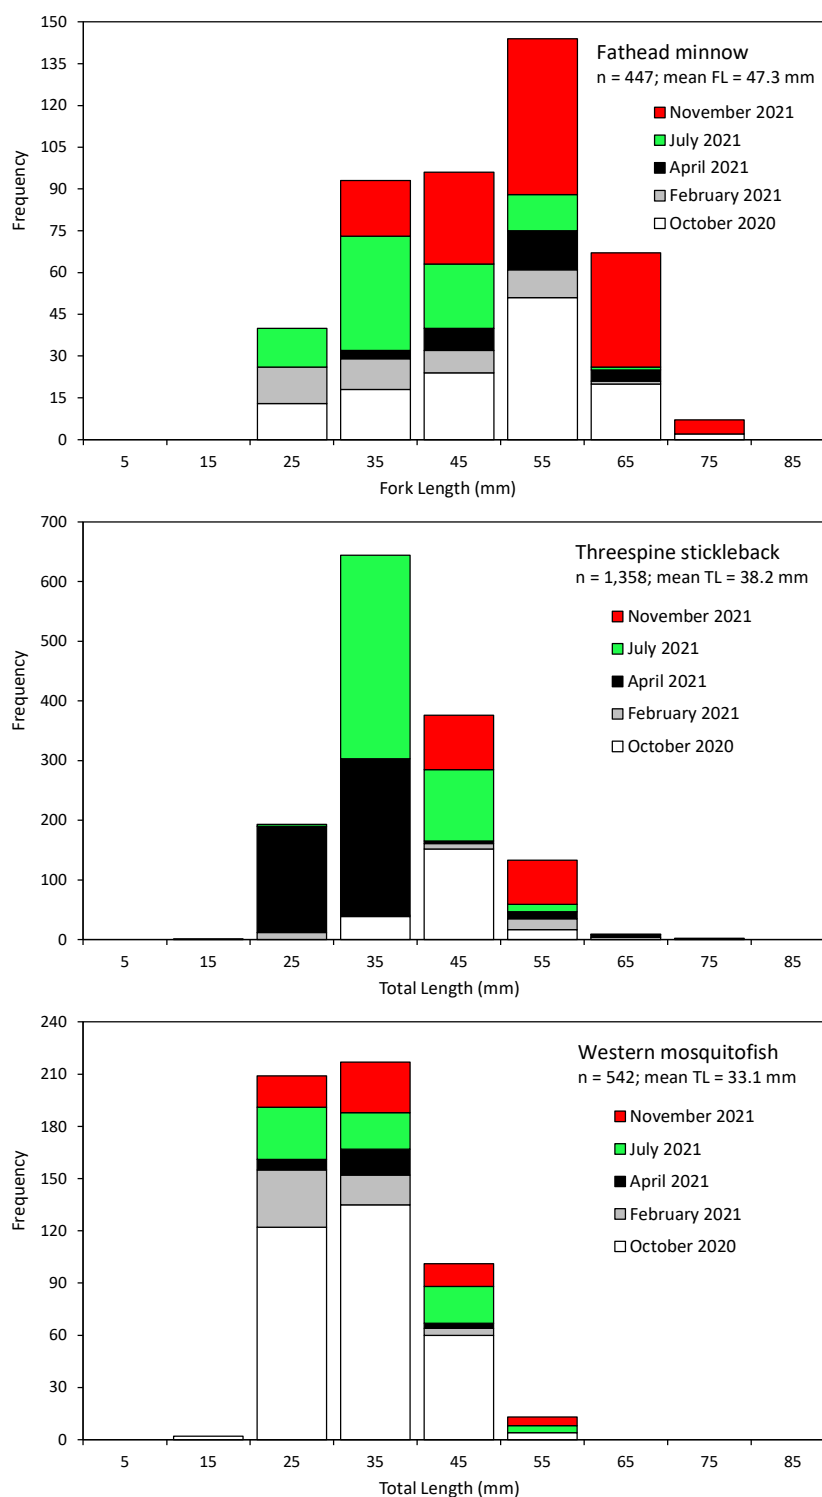 150
135
120
105
90
75
60
45
30
15
0
Frequency
Fathead minnow
n = 447; mean FL = 47.3 mm
November 2021
July 2021
April 2021
February 2021
October 2020
5 15 25 35 45 55 65 75 85
Fork Length (mm)
700
600
500
400
300
200
100
0
Frequency
Threespine stickleback
n = 1,358; mean TL = 38.2 mm
November 2021
July 2021
April 2021
February 2021
October 2020
5 15 25 35 45 55 65 75 85
Total Length (mm)
240
210
180
150
120
90
60
30
0
Frequency
Western mosquitofish
n = 542; mean TL = 33.1 mm
November 2021
July 2021
April 2021
February 2021
October 2020
5 15 25 35 45 55 65 75 85
Total Length (mm)